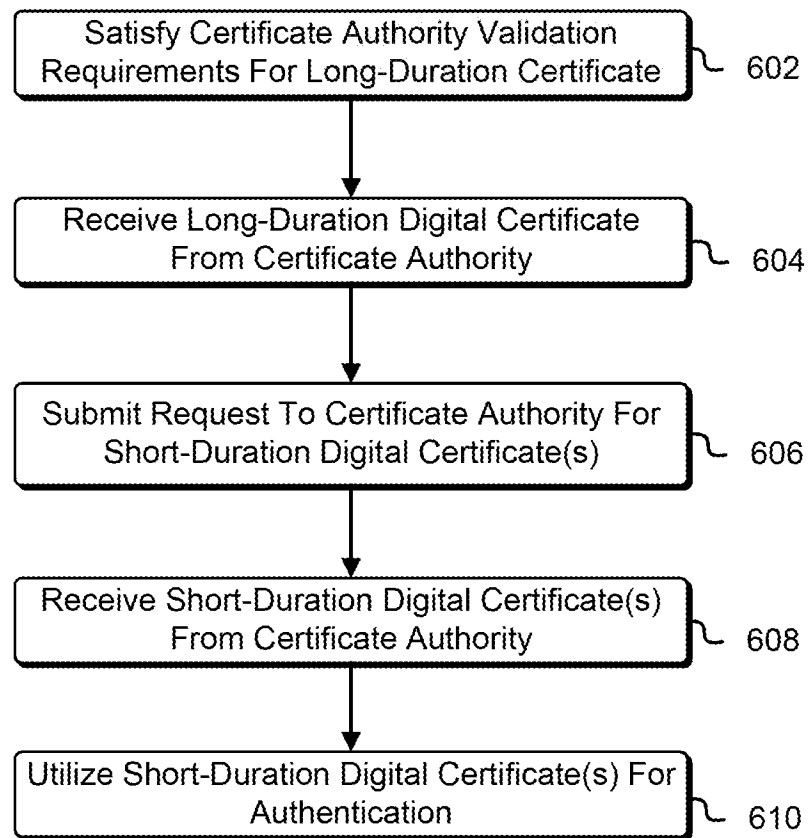 Satisfy Certificate Authority Validation
Requirements For Long-Duration Certificate
602
Receive Long-Duration Digital Certificate
From Certificate Authority
604
Submit Request To Certificate Authority For
Short-Duration Digital Certificate(s)
606
Receive Short-Duration Digital Certificate(s)
From Certificate Authority
608
Utilize Short-Duration Digital Certificate(s) For
Authentication
610